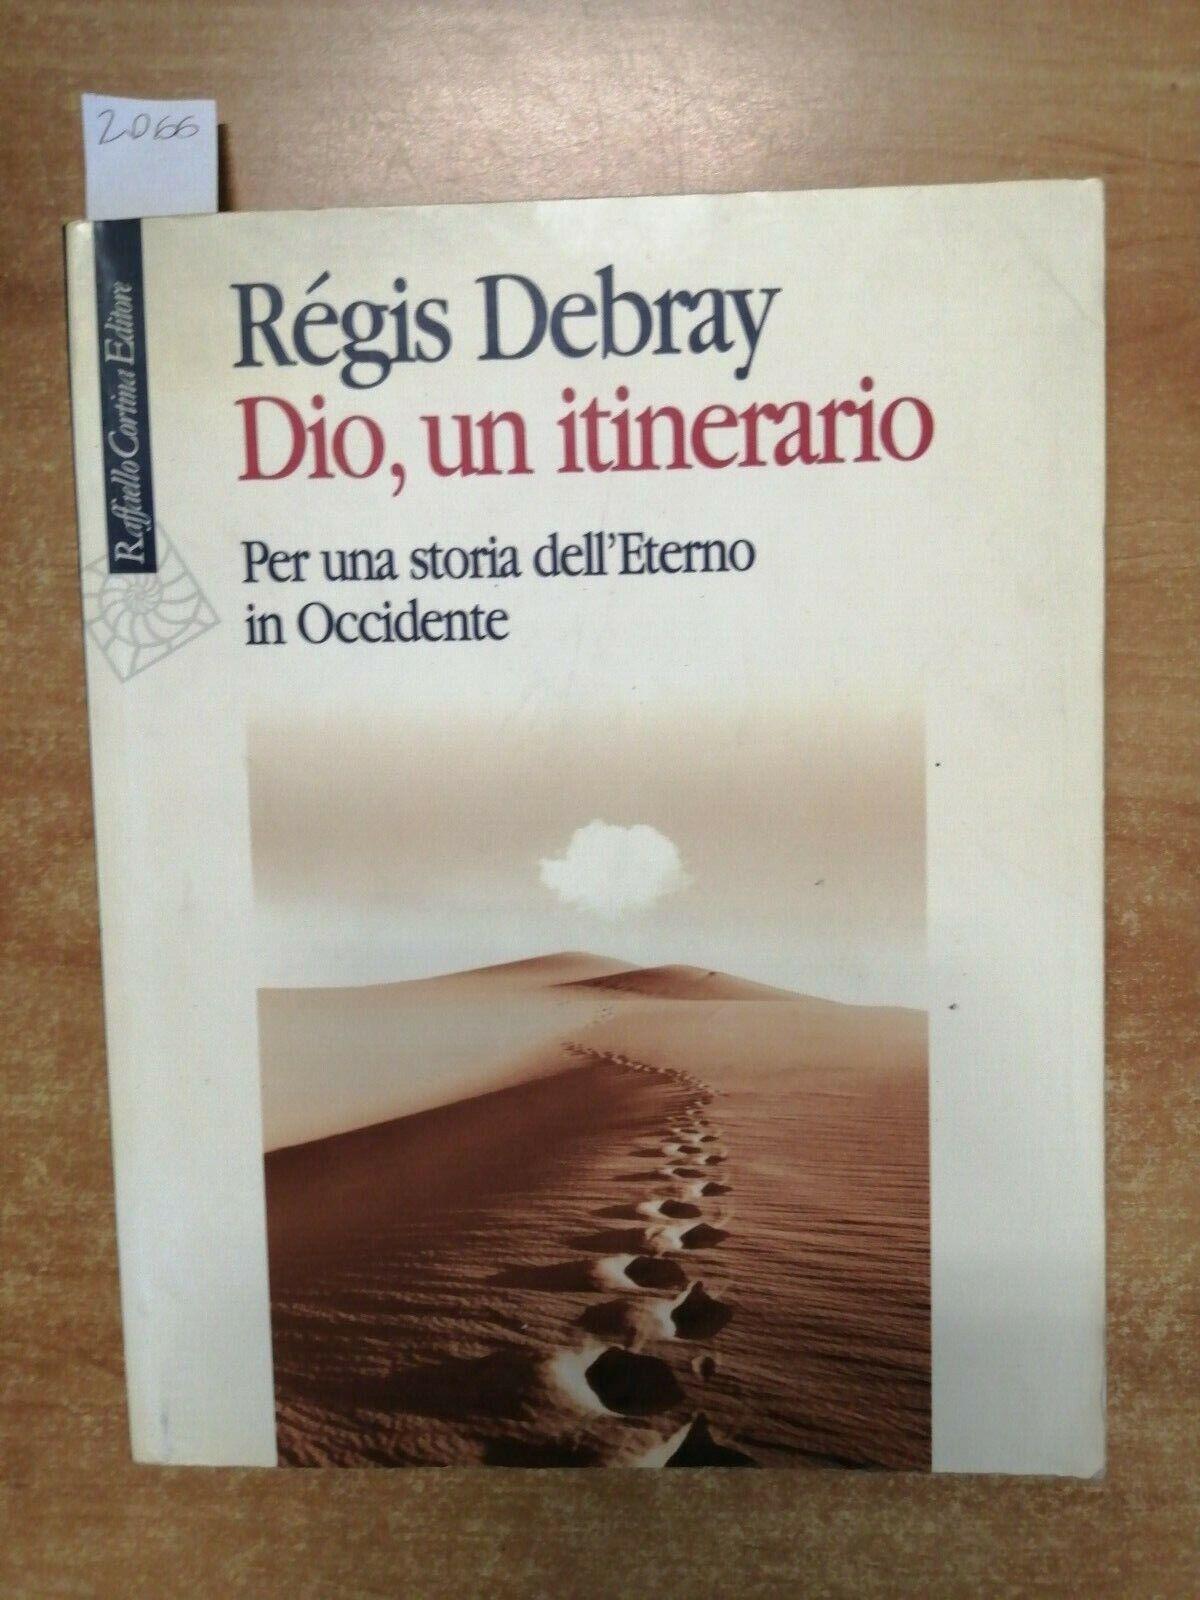 2066
Raffaello Cortina Editore
Régis Debray
Dio, un itinerario
Per una storia dell'Eterno
in Occidente